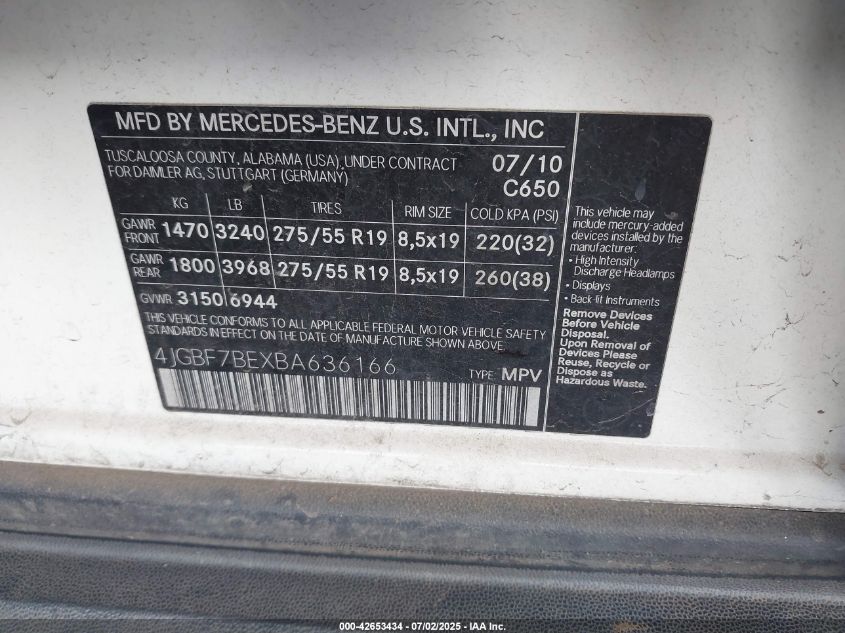 MFD BY MERCEDES-BENZ U.S. INTL., INC
TUSCALOOSA COUNTY, ALABAMA (USA), UNDER CONTRACT
FOR DAIMLER AG, STUTTGART (GERMANY)
07/10
C650
KG LB TIRES RIM SIZE COLD KPA (PSI)
GAWR FRONT 1470 3240 275/55 R19 8,5x19 220(32)
GAWR REAR 1800 3968 275/55 R19 8,5x19 260(38)
GVWR 3150 6944
THIS VEHICLE CONFORMS TO ALL APPLICABLE FEDERAL MOTOR VEHICLE SAFETY
STANDARDS IN EFFECT ON THE DATE OF MANUFACTURE SHOWN ABOVE.
4JGBF7BEXBA636166
TYPE MPV
This vehicle may
include mercury-added
devices installed by the
manufacturer:
• High Intensity
Discharge Headlamps
• Displays
• Back-lit Instruments
Remove Devices
Before Vehicle
Disposal.
Upon Removal of
Devices Please
Reuse, Recycle or
Dispose as
Hazardous Waste.
000-42653434 / 07/02/2025 - IAA Inc.